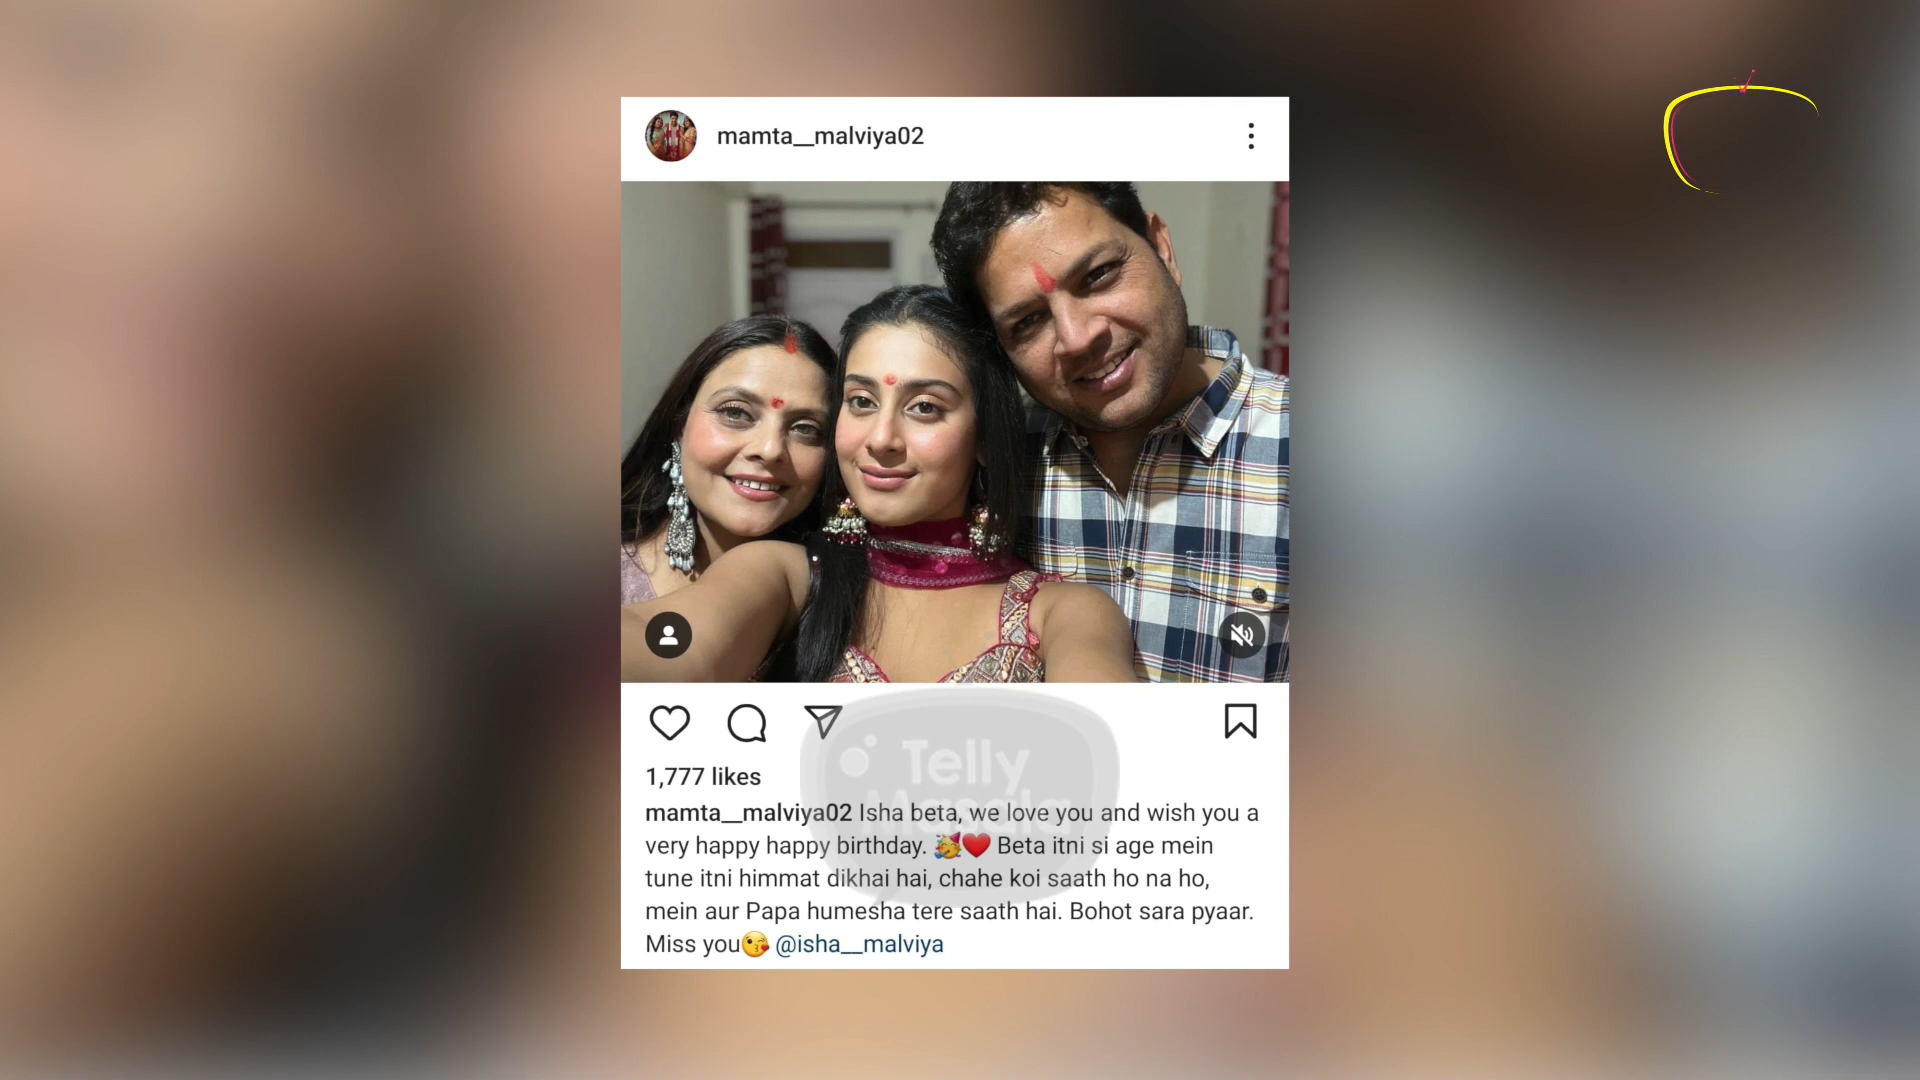 mamta__malviya02
Telly
Masala
1,777 likes
mamta__malviya02 Isha beta, we love you and wish you a
very happy happy birthday. 🥳❤️ Beta itni si age mein
tune itni himmat dikhai hai, chahe koi saath ho na ho,
mein aur Papa humesha tere saath hai. Bohot sara pyaar.
Miss you😘 @isha__malviya